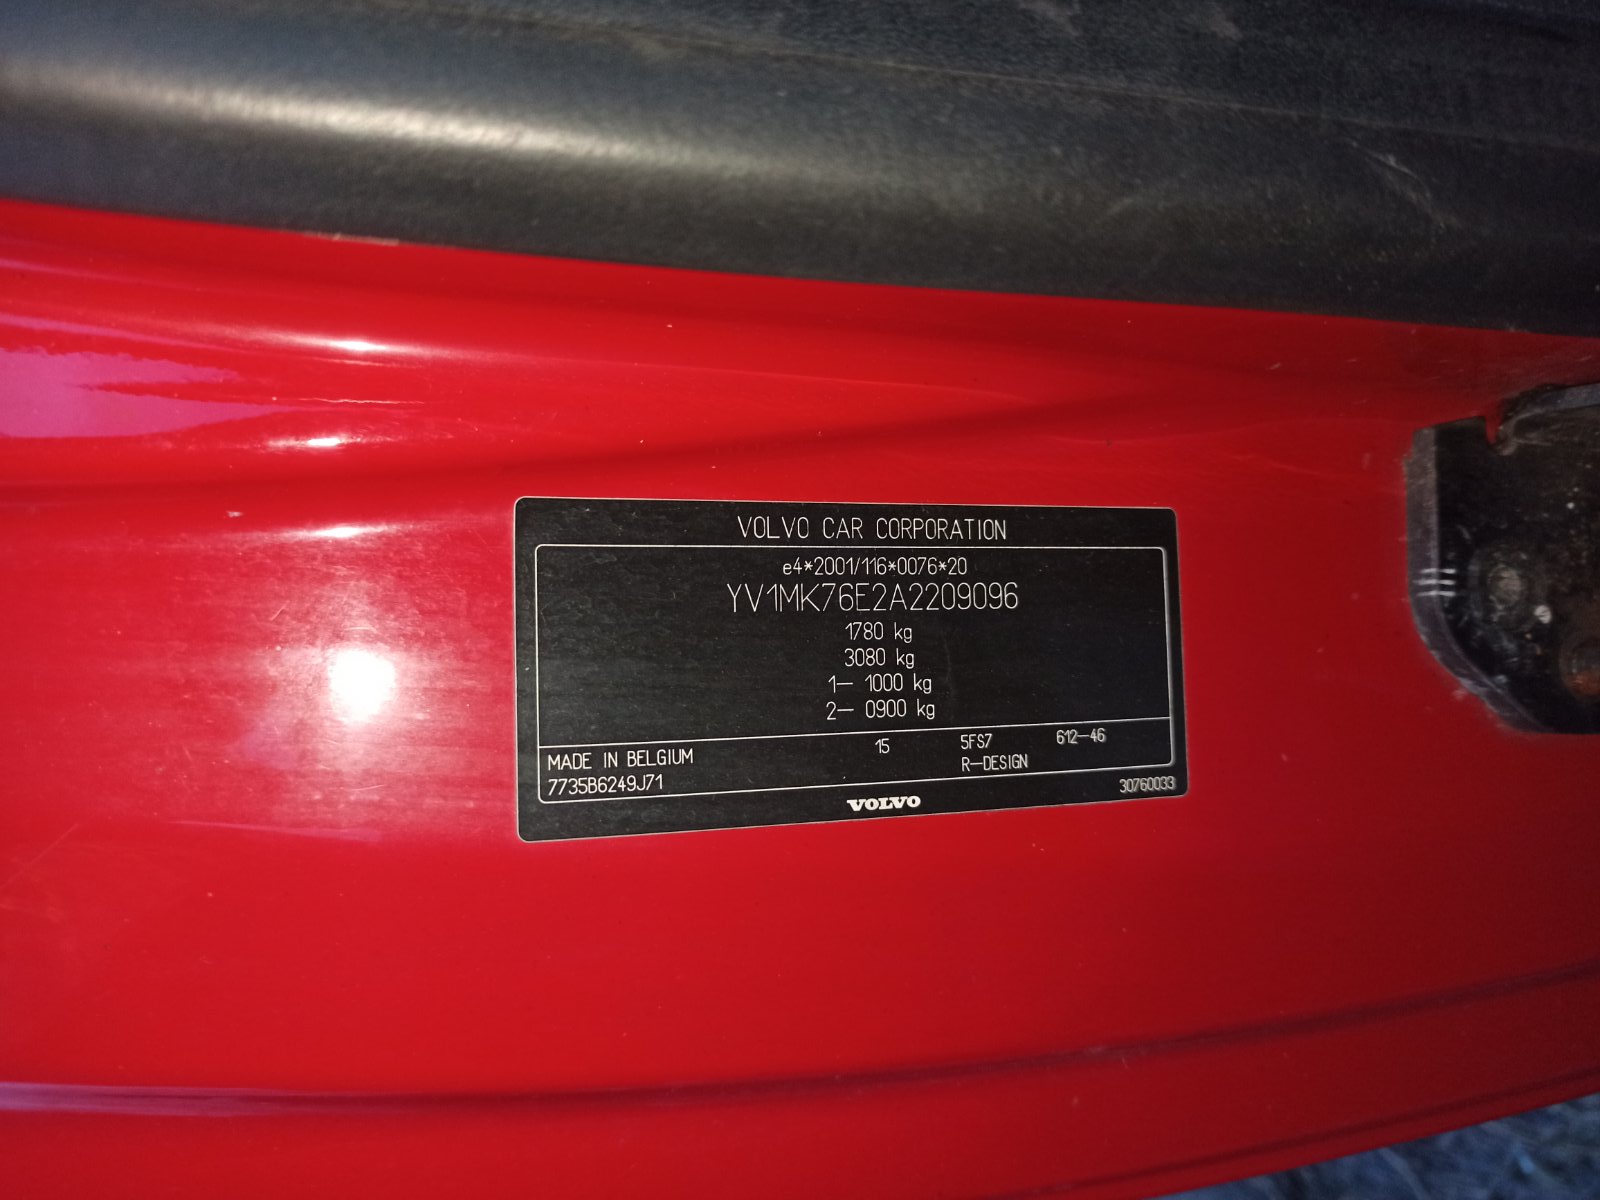 VOLVO CAR CORPORATION
e4*2001/116*0076*20
YV1MK76E2A2209096
1780 kg
3080 kg
1— 1000 kg
2— 0900 kg
MADE IN BELGIUM 15 5FS7 612—46
7735B6249J71 R—DESIGN
30760033
VOLVO